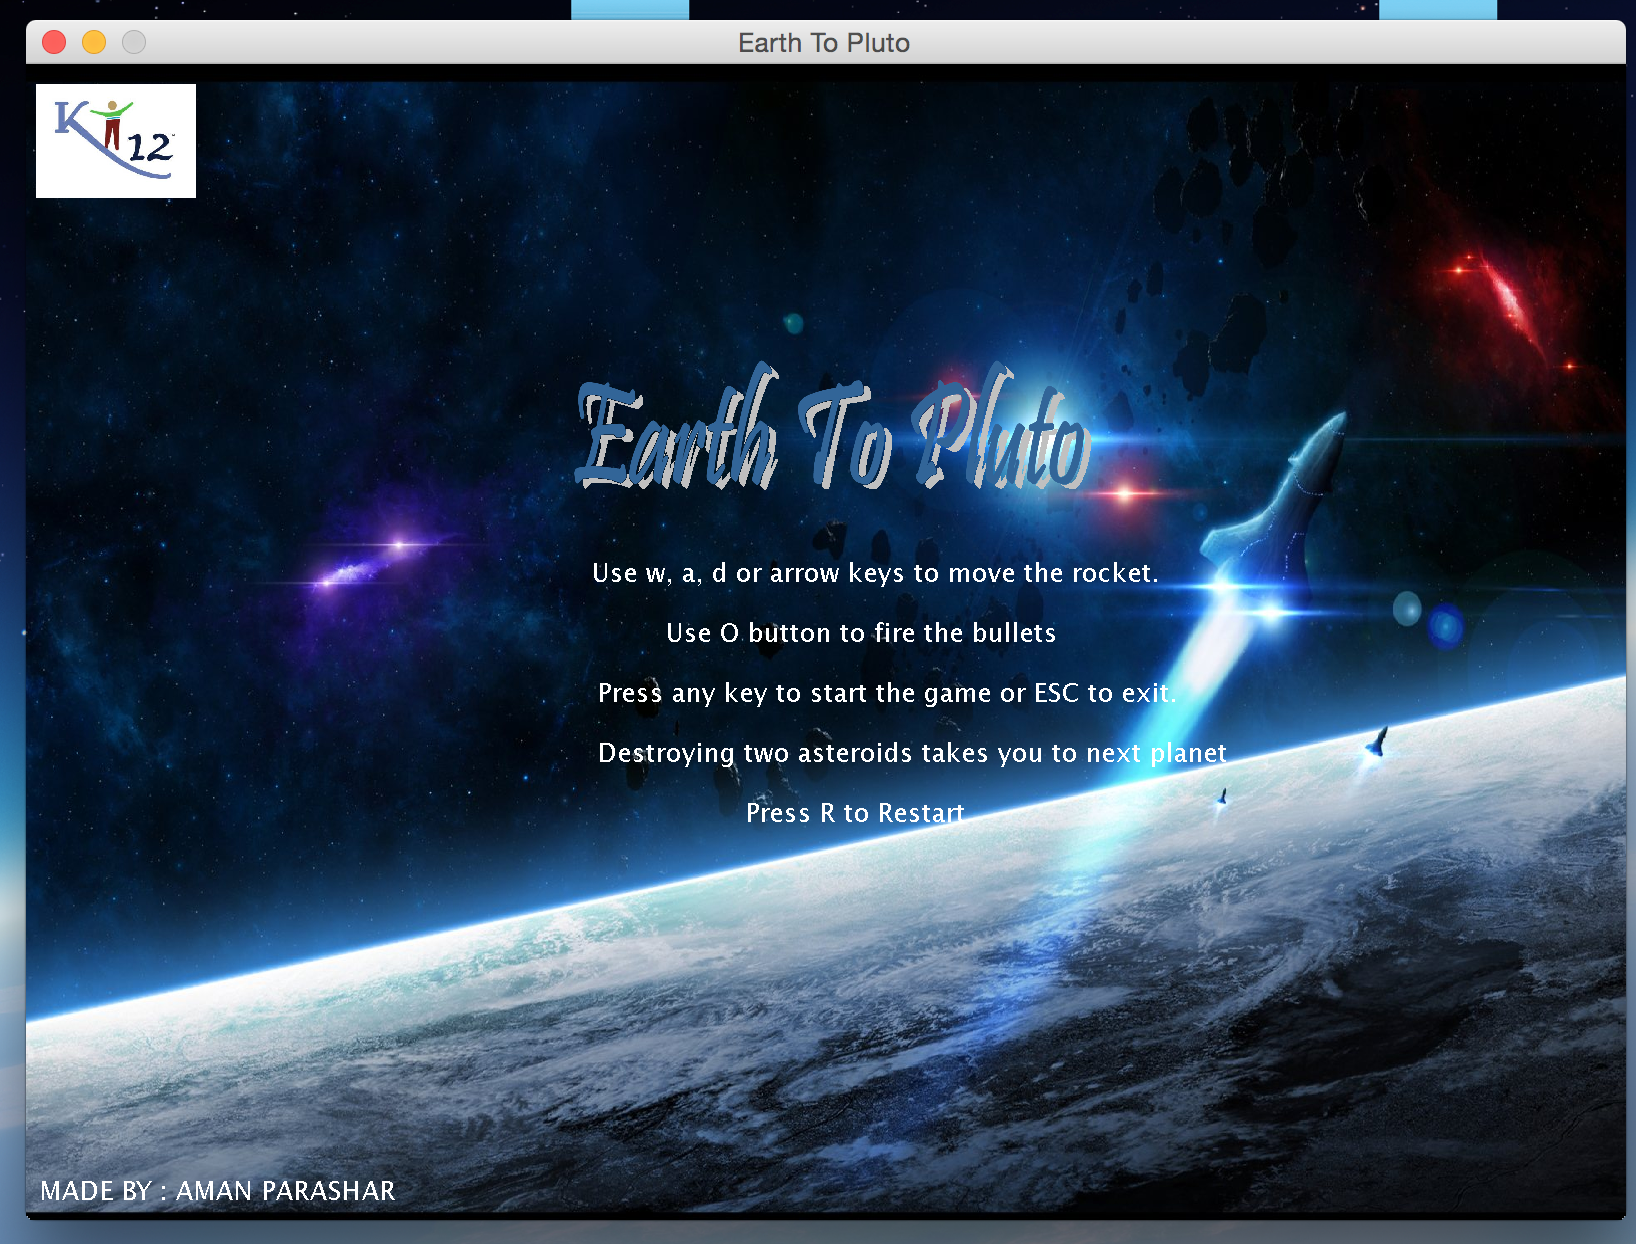 Earth To Pluto
K 12
Earth To Pluto
Use w, a, d or arrow keys to move the rocket.
Use O button to fire the bullets
Press any key to start the game or ESC to exit.
Destroying two asteroids takes you to next planet
Press R to Restart
MADE BY : AMAN PARASHAR